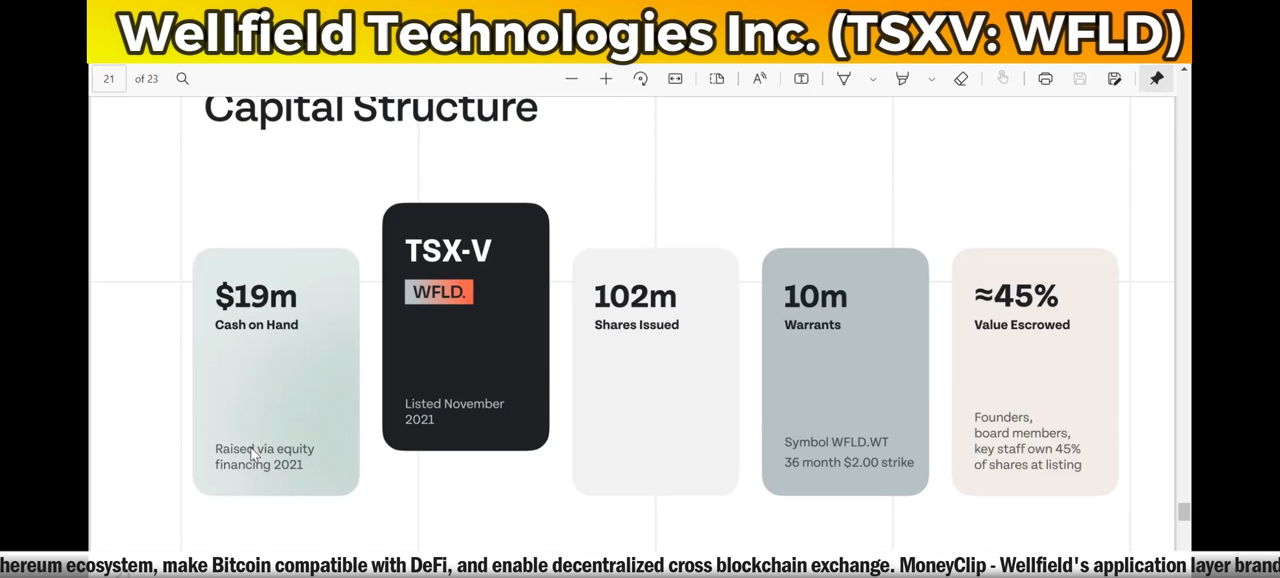 Wellfield Technologies Inc. (TSXV: WFLD)
21 of 23
Capital Structure
$19m
Cash on Hand
Raised via equity
financing 2021
TSX-V
WFLD.
Listed November
2021
102m
Shares Issued
10m
Warrants
Symbol WFLD.WT
36 month $2.00 strike
≈45%
Value Escrowed
Founders,
board members,
key staff own 45%
of shares at listing
hereum ecosystem, make Bitcoin compatible with DeFi, and enable decentralized cross blockchain exchange. MoneyClip - Wellfield's application layer brand